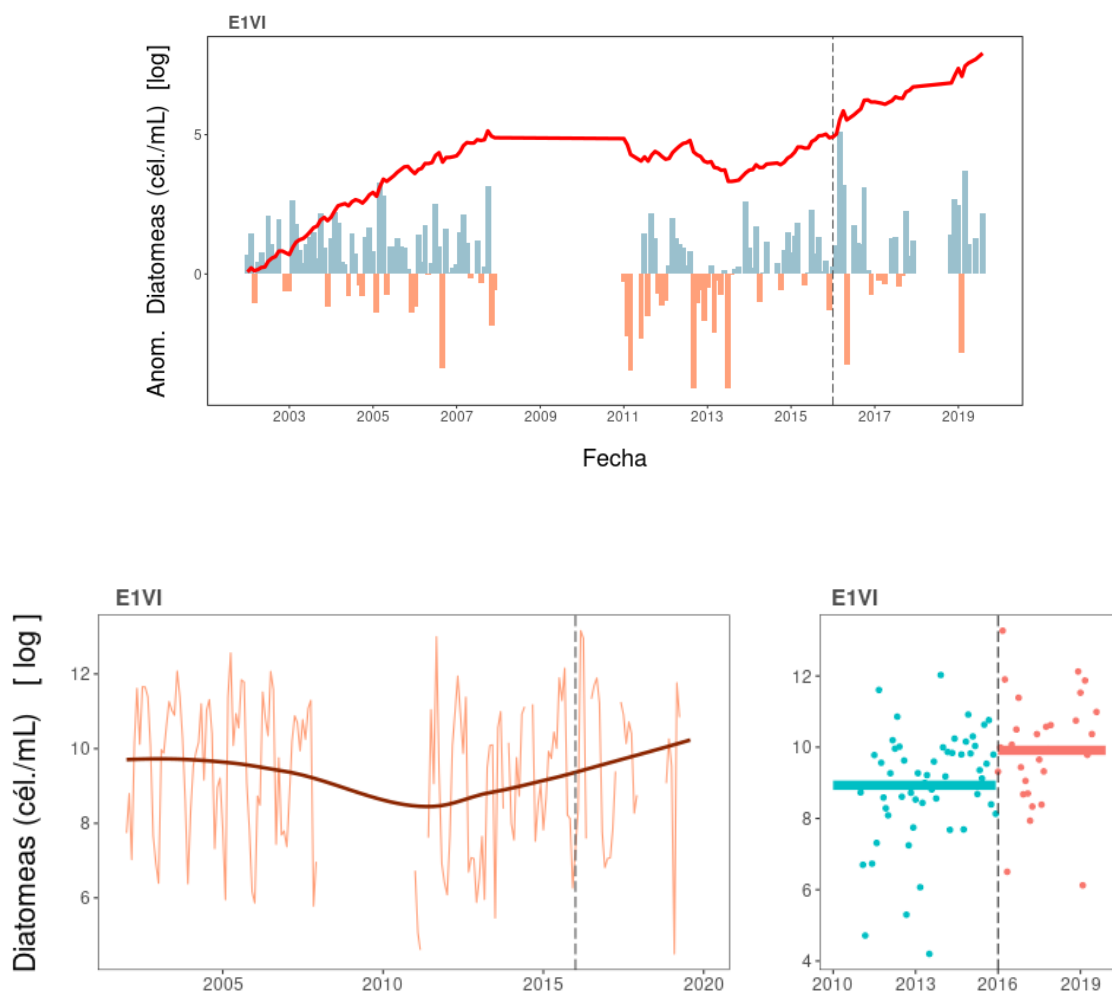 E1VI
Anom. Diatomeas (cél./mL) [log]
5
0
2003 2005 2007 2009 2011 2013 2015 2017 2019
Fecha
E1VI
Diatomeas (cél./mL) [ log ]
12
10
8
6
2005 2010 2015 2020
E1VI
12
10
8
6
4
2010 2013 2016 2019